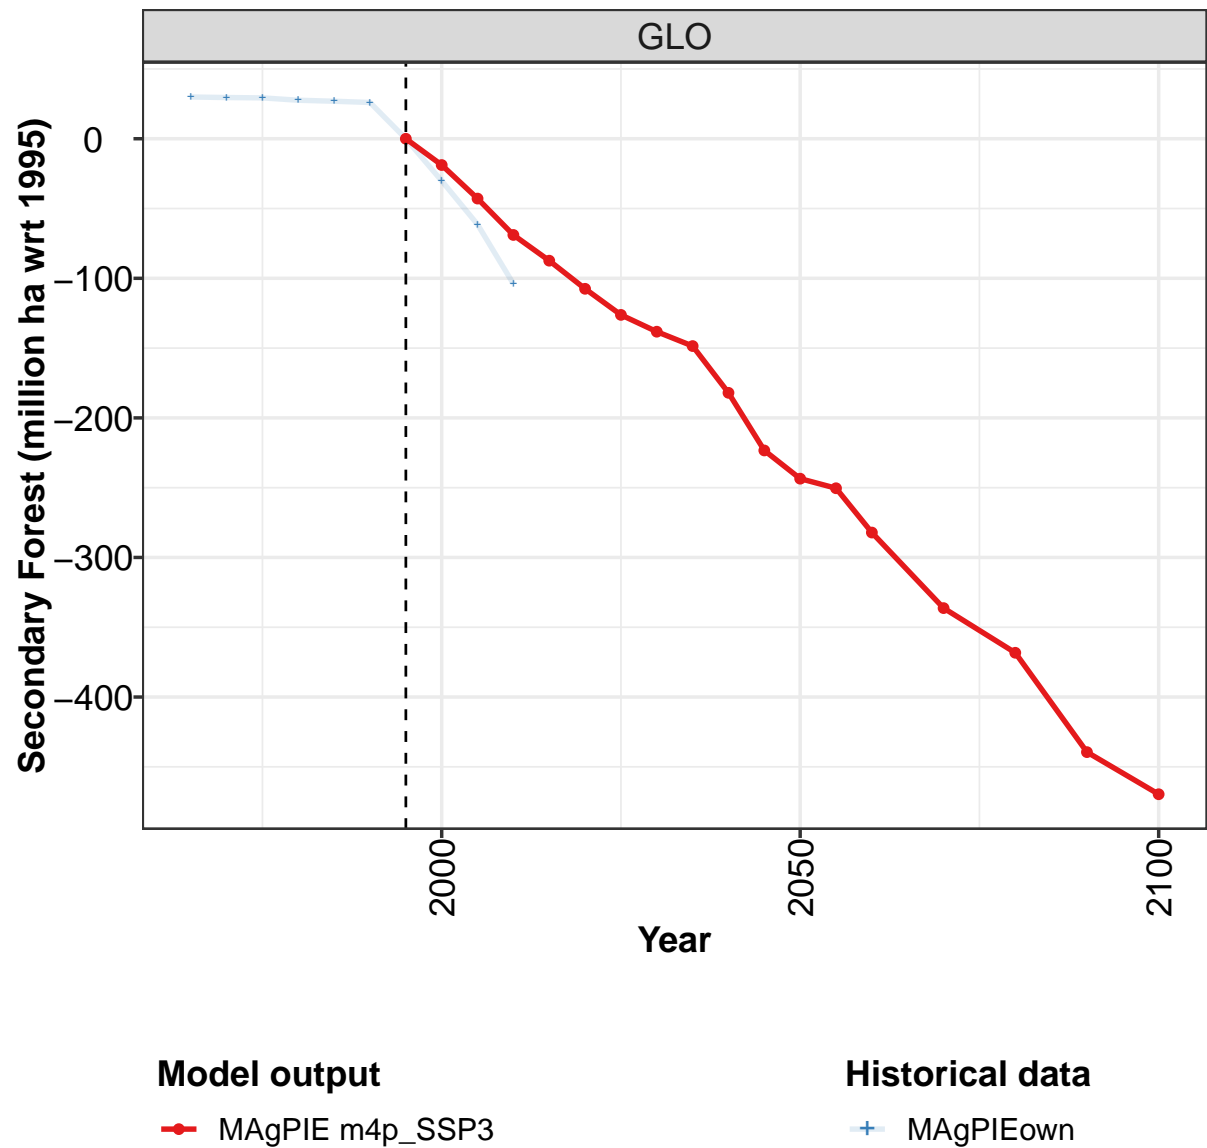 GLO
Secondary Forest (million ha wrt 1995)
0
−100
−200
−300
−400
2000
2050
2100
Year
Model output
Historical data
MAgPIE m4p_SSP3
MAgPIEown